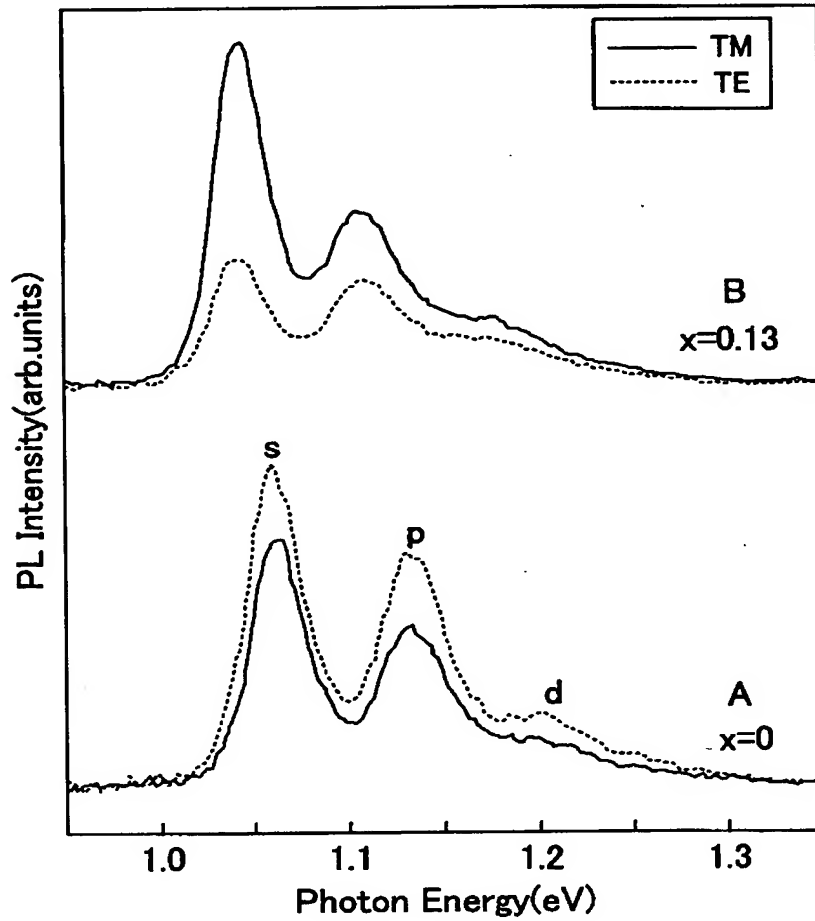 TM
TE
B
x=0.13
s
p
d
A
x=0
PL Intensity(arb.units)
1.0 1.1 1.2 1.3
Photon Energy(eV)